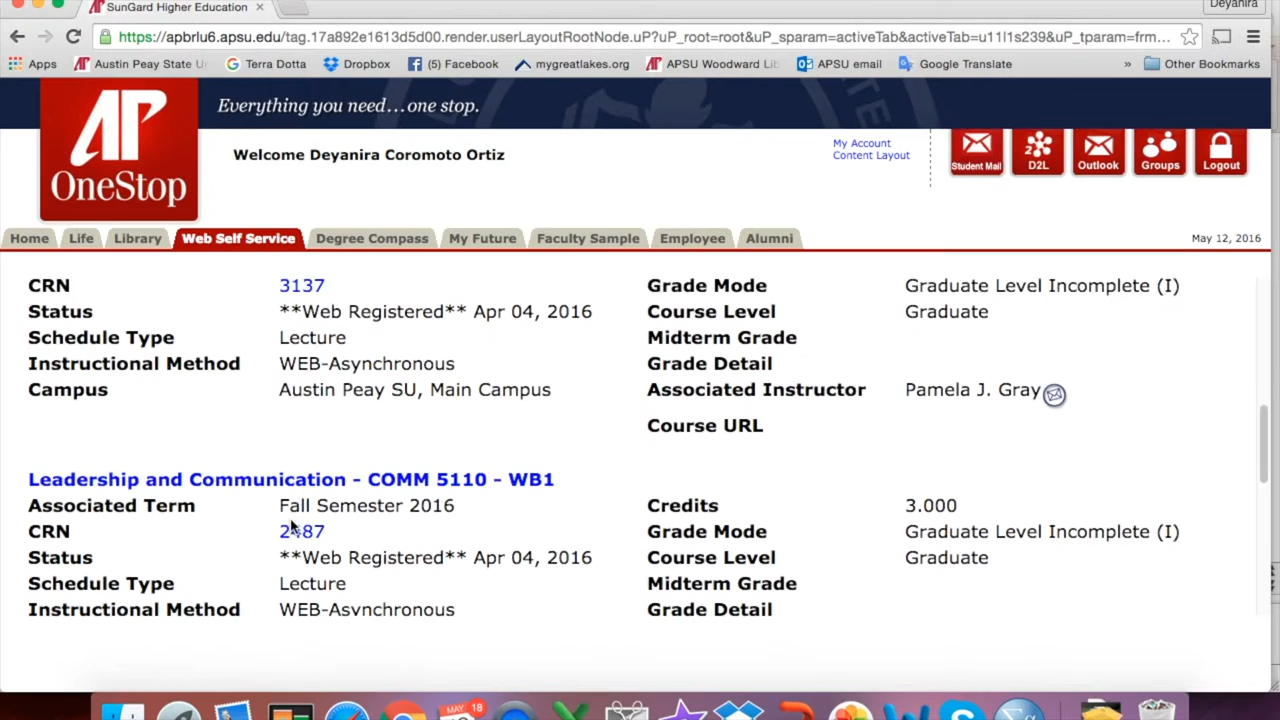 SunGard Higher Education
Deyanira
https://apbrlu6.apsu.edu/tag.17a892e1613d5d00.render.userLayoutRootNode.uP?uP_root=root&uP_sparam=activeTab&activeTab=u11l1s239&uP_tparam=frm...
Apps Austin Peay State U Terra Dotta Dropbox (5) Facebook mygreatlakes.org APSU Woodward Lib APSU email Google Translate » Other Bookmarks
AP
OneStop
Everything you need...one stop.
Welcome Deyanira Coromoto Ortiz
My Account
Content Layout
Student Mail D2L Outlook Groups Logout
Home Life Library Web Self Service Degree Compass My Future Faculty Sample Employee Alumni May 12, 2016
CRN 3137 Grade Mode Graduate Level Incomplete (I)
Status **Web Registered** Apr 04, 2016 Course Level Graduate
Schedule Type Lecture Midterm Grade
Instructional Method WEB-Asynchronous Grade Detail
Campus Austin Peay SU, Main Campus Associated Instructor Pamela J. Gray
Course URL
Leadership and Communication - COMM 5110 - WB1
Associated Term Fall Semester 2016 Credits 3.000
CRN Grade Mode Graduate Level Incomplete (I)
Status **Web Registered** Apr 04, 2016 Course Level Graduate
Schedule Type Lecture Midterm Grade
Instructional Method WEB-Asynchronous Grade Detail
MAY 18